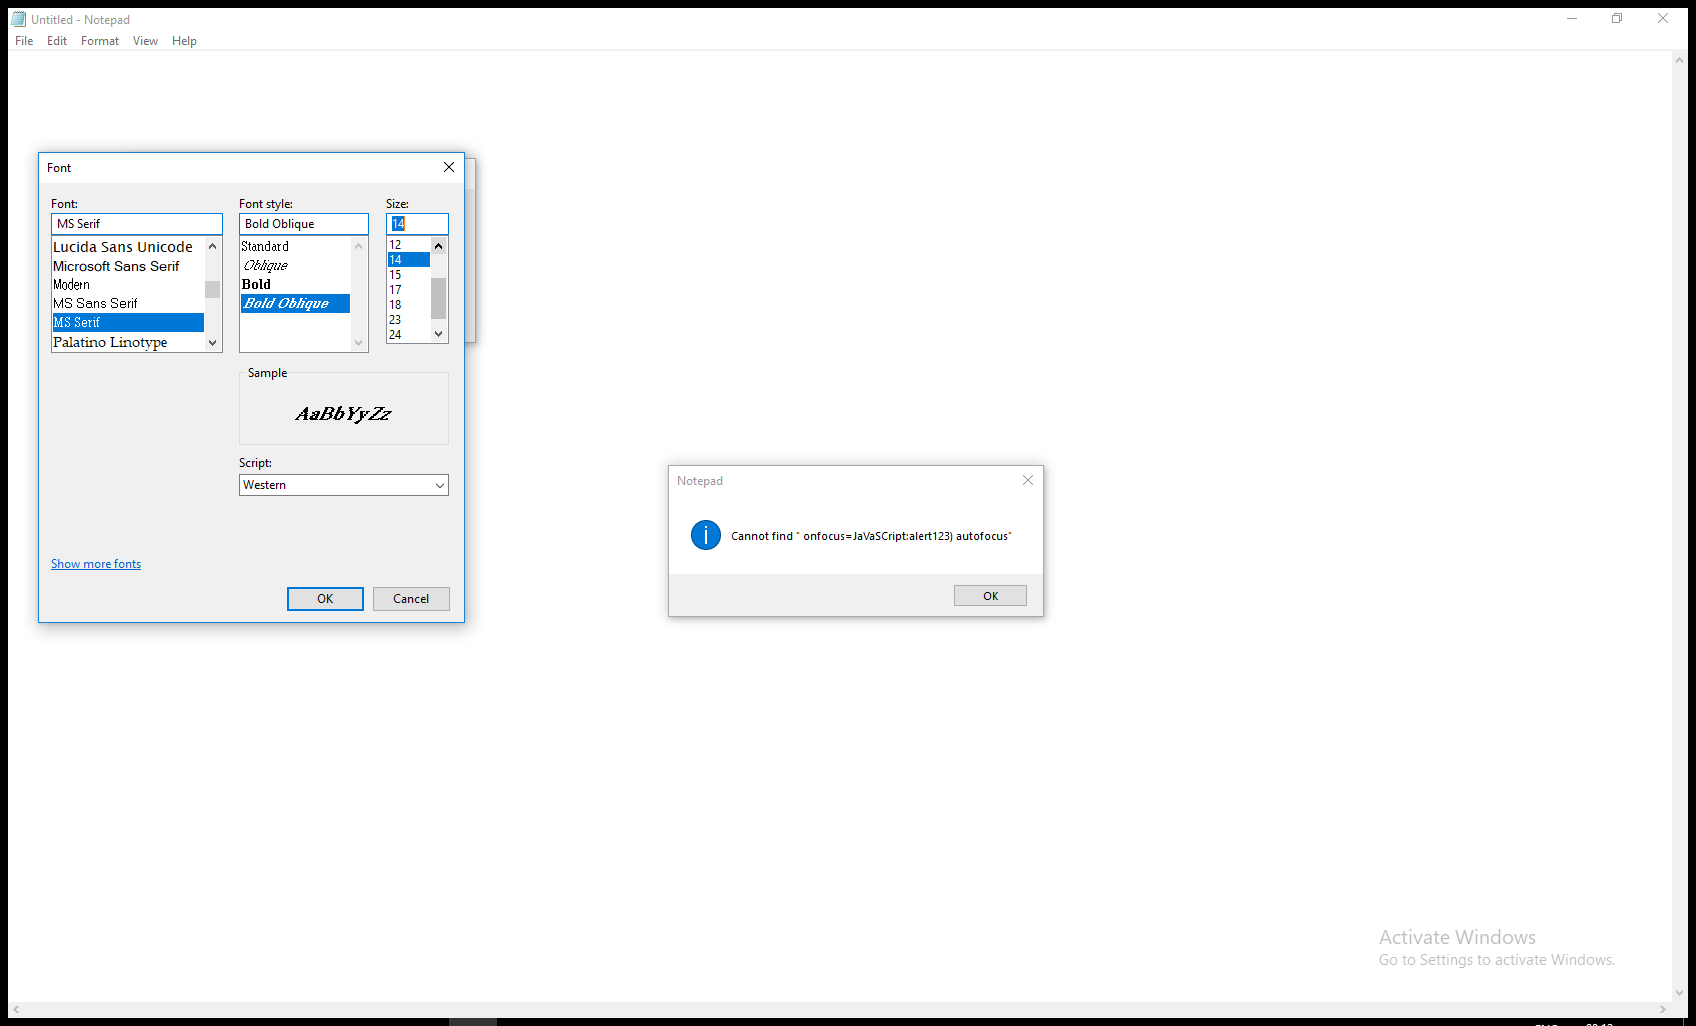 Untitled - Notepad
File Edit Format View Help
Font
Font: Font style: Size:
MS Serif Bold Oblique 14
Lucida Sans Unicode
Microsoft Sans Serif
Modern
MS Sans Serif
MS Serif
Palatino Linotype
Standard
Oblique
Bold
Bold Oblique
12
14
15
17
18
23
24
Sample
AaBbYyZz
Script:
Western
Show more fonts
OK Cancel
Notepad
Cannot find " onfocus=JaVaSCript:alert123) autofocus"
OK
Activate Windows
Go to Settings to activate Windows.